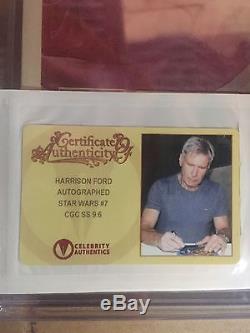 Certificate of
Authenticity
HARRISON FORD
AUTOGRAPHED
STAR WARS #7
CGC SS 9.6
V
CELEBRITY
AUTHENTICS